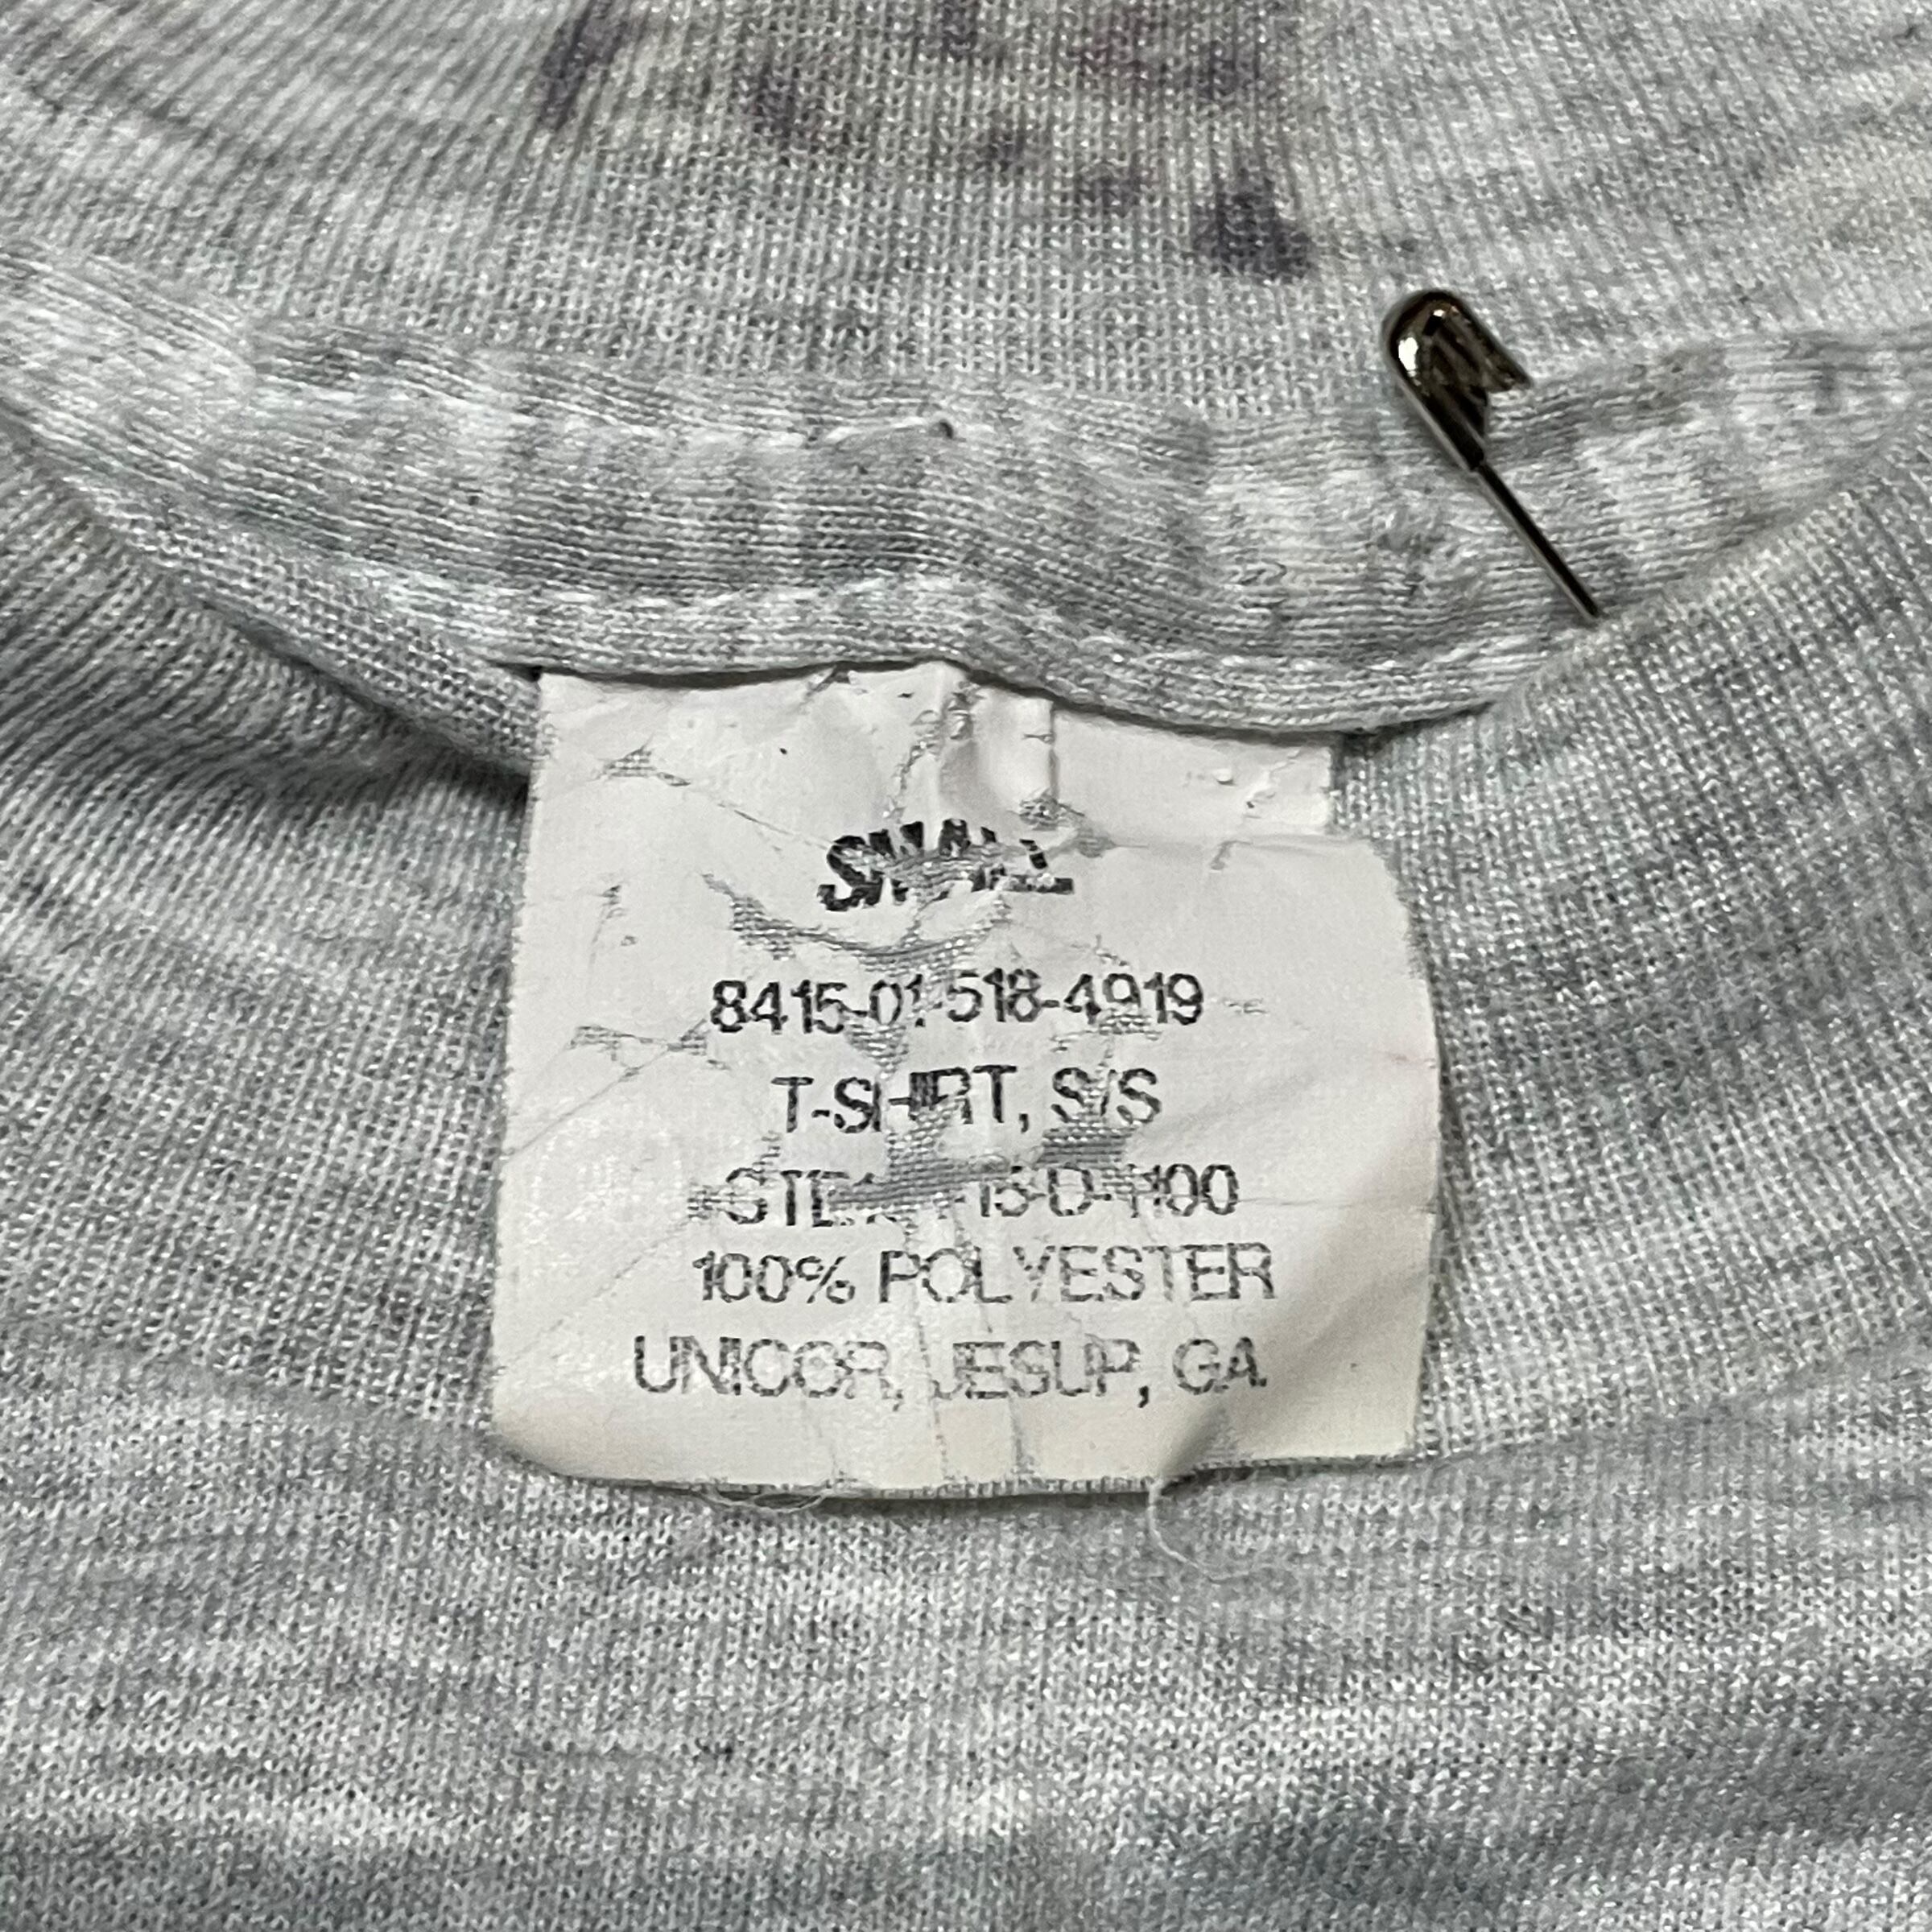 SMALL
8415-01-518-4919
T-SHIRT, S/S
100% POLYESTER
UNICOR, JESUP, GA.